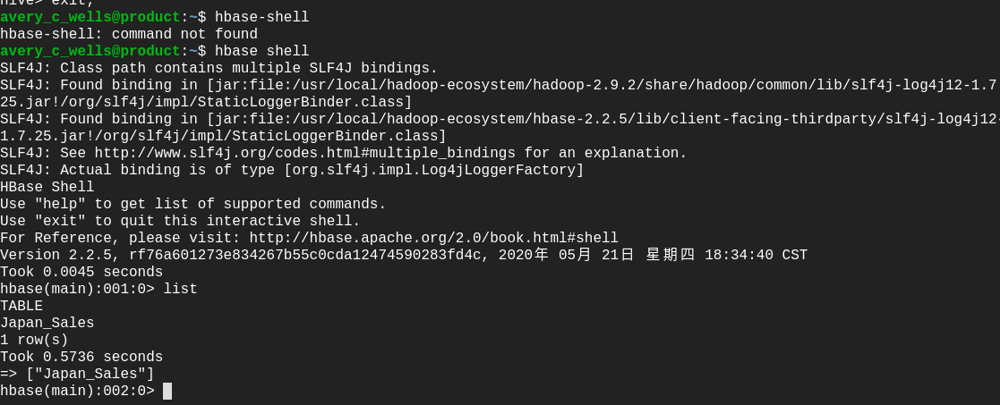 hive> exit;
avery_c_wells@product:~$ hbase-shell
hbase-shell: command not found
avery_c_wells@product:~$ hbase shell
SLF4J: Class path contains multiple SLF4J bindings.
SLF4J: Found binding in [jar:file:/usr/local/hadoop-ecosystem/hadoop-2.9.2/share/hadoop/common/lib/slf4j-log4j12-1.7.
25.jar!/org/slf4j/impl/StaticLoggerBinder.class]
SLF4J: Found binding in [jar:file:/usr/local/hadoop-ecosystem/hbase-2.2.5/lib/client-facing-thirdparty/slf4j-log4j12-
1.7.25.jar!/org/slf4j/impl/StaticLoggerBinder.class]
SLF4J: See http://www.slf4j.org/codes.html#multiple_bindings for an explanation.
SLF4J: Actual binding is of type [org.slf4j.impl.Log4jLoggerFactory]
HBase Shell
Use "help" to get list of supported commands.
Use "exit" to quit this interactive shell.
For Reference, please visit: http://hbase.apache.org/2.0/book.html#shell
Version 2.2.5, rf76a601273e834267b55c0cda12474590283fd4c, 2020年 05月 21日 星期四 18:34:40 CST
Took 0.0045 seconds
hbase(main):001:0> list
TABLE
Japan_Sales
1 row(s)
Took 0.5736 seconds
=> ["Japan_Sales"]
hbase(main):002:0>